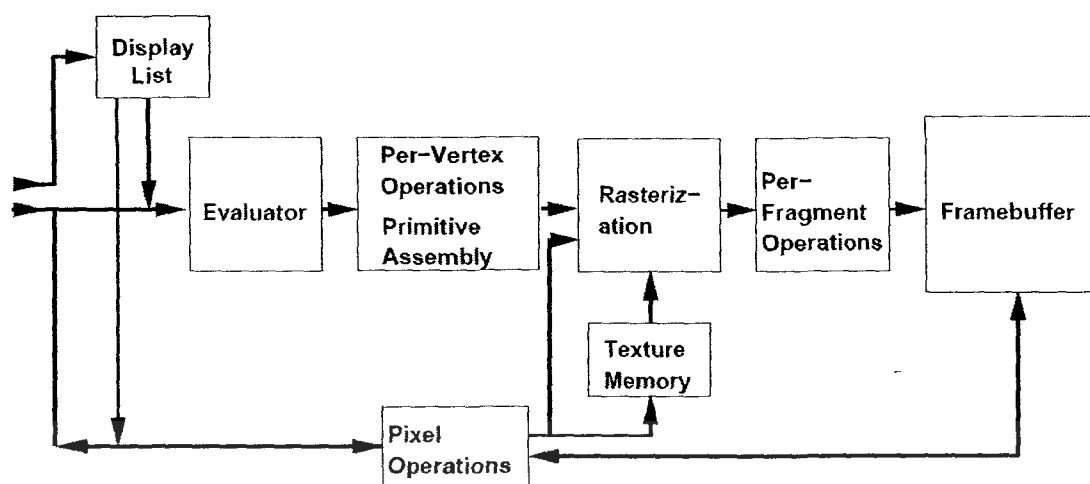 Display
List
Evaluator
Per-Vertex
Operations
Primitive
Assembly
Rasteriz-
ation
Per-
Fragment
Operations
Framebuffer
Texture
Memory
Pixel
Operations